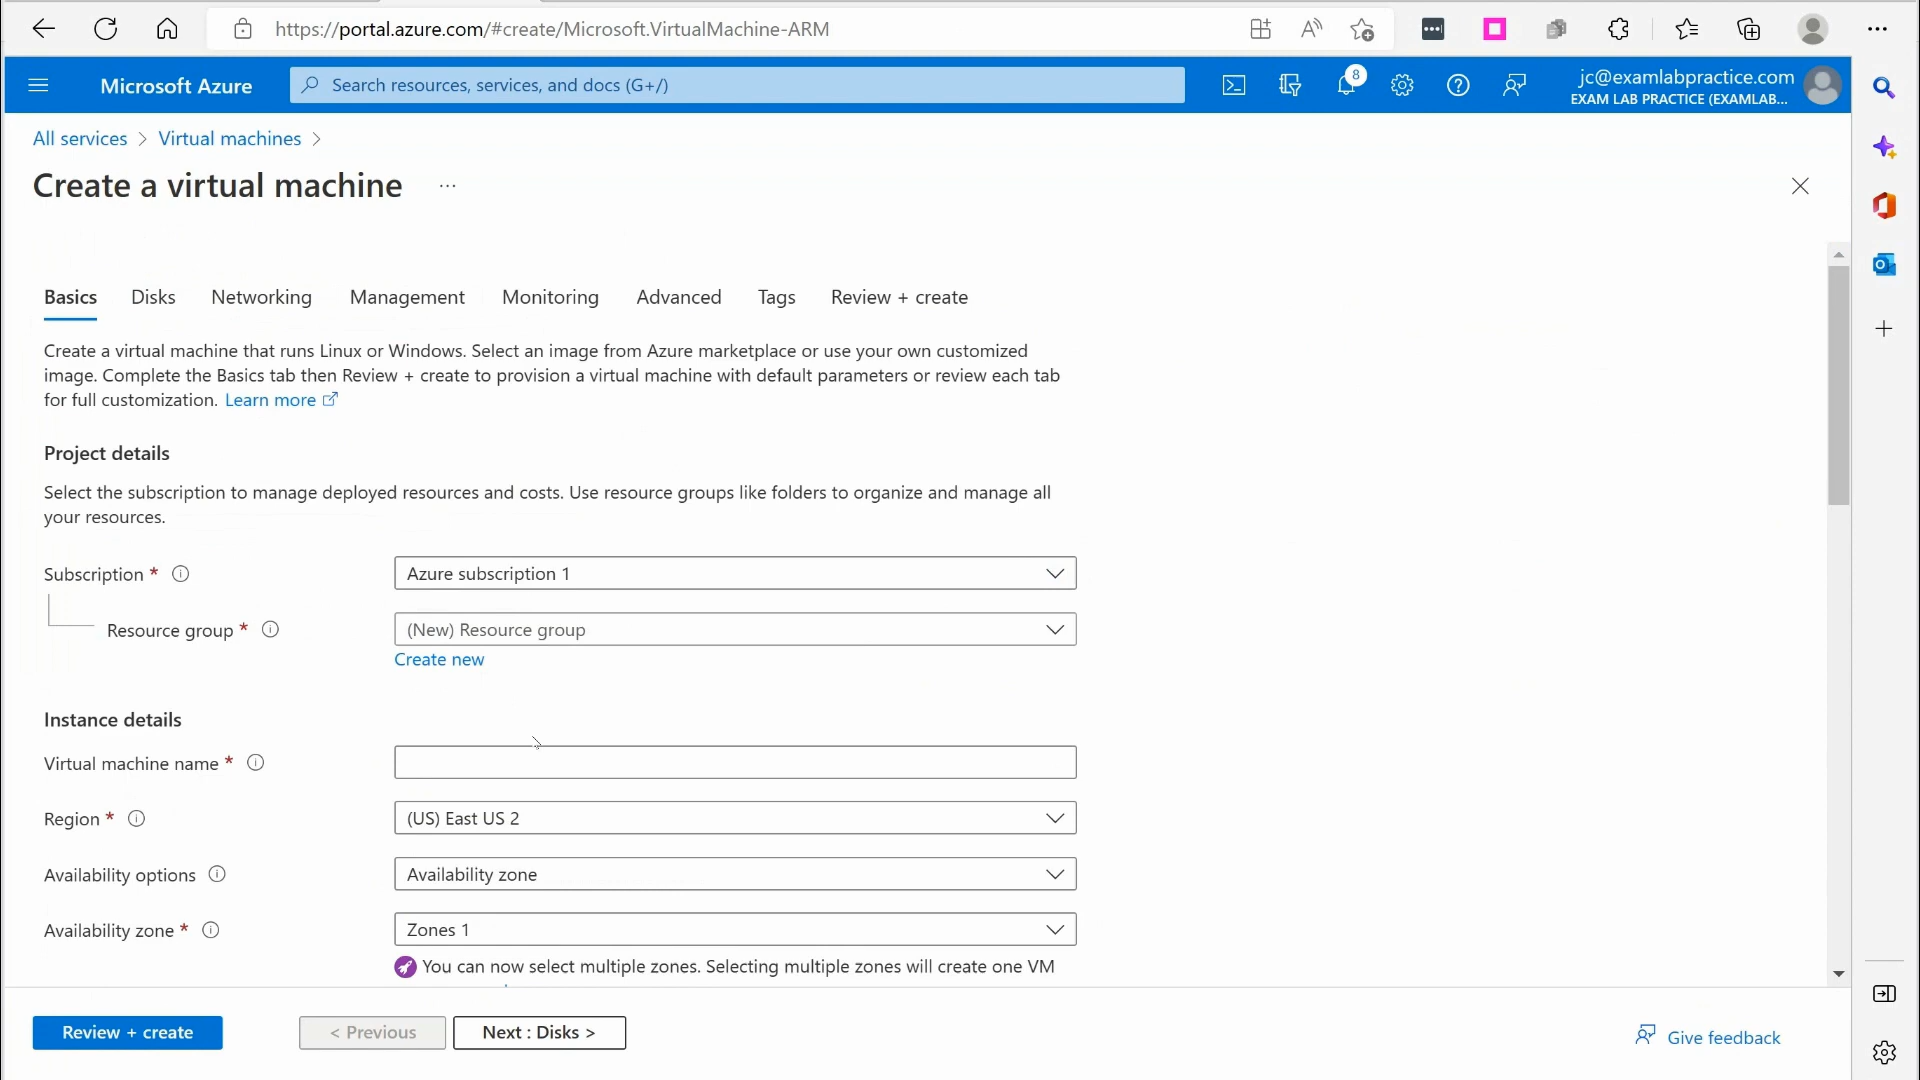 https://portal.azure.com/#create/Microsoft.VirtualMachine-ARM
Microsoft Azure
Search resources, services, and docs (G+/)
8
jc@examlabpractice.com
EXAM LAB PRACTICE (EXAMLAB...
All services > Virtual machines >
Create a virtual machine ...
Basics Disks Networking Management Monitoring Advanced Tags Review + create
Create a virtual machine that runs Linux or Windows. Select an image from Azure marketplace or use your own customized
image. Complete the Basics tab then Review + create to provision a virtual machine with default parameters or review each tab
for full customization. Learn more
Project details
Select the subscription to manage deployed resources and costs. Use resource groups like folders to organize and manage all
your resources.
Subscription *
Azure subscription 1
Resource group *
(New) Resource group
Create new
Instance details
Virtual machine name *
Region *
(US) East US 2
Availability options
Availability zone
Availability zone *
Zones 1
You can now select multiple zones. Selecting multiple zones will create one VM
Review + create
< Previous
Next : Disks >
Give feedback